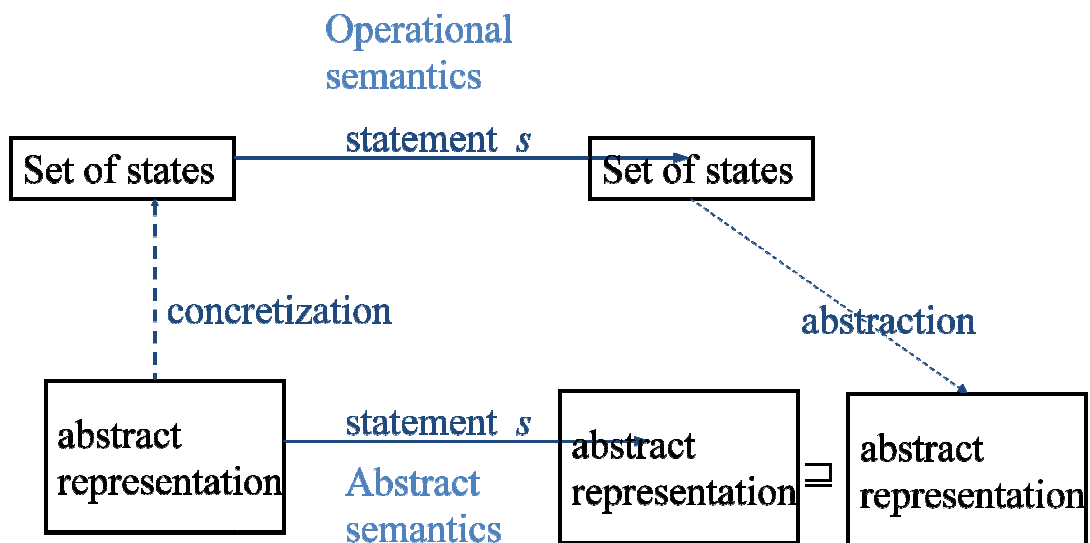 Operational
semantics
statement s
Set of states
Set of states
concretization
abstraction
abstract
representation
statement s
Abstract
semantics
abstract
representation
⊒
abstract
representation